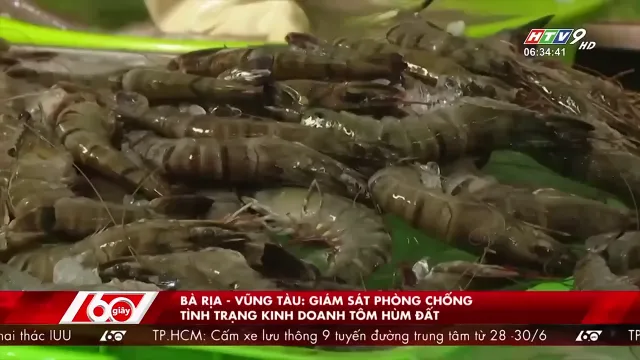 HTV9 HD
06:34:41
BÀ RỊA - VŨNG TÀU: GIÁM SÁT PHÒNG CHỐNG
60 giây
TÌNH TRẠNG KINH DOANH TÔM HÙM ĐẤT
hai thác IUU 60 TP.HCM: Cấm xe lưu thông 9 tuyến đường trung tâm từ 28 -30/6 60